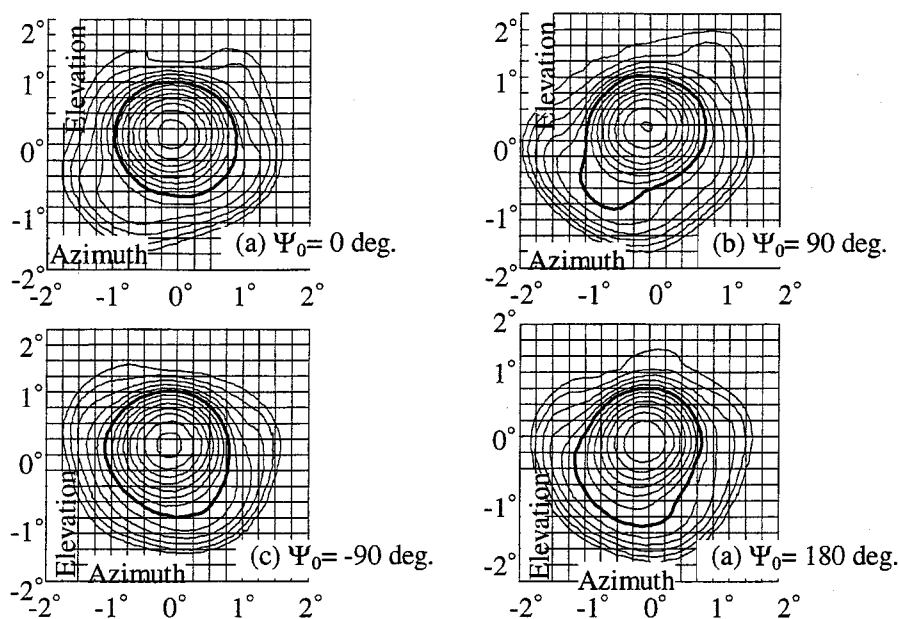 2°
1°
0°
-1°
-2°
Elevation
Azimuth
(a) Ψ₀= 0 deg.
-2° -1° 0° 1° 2°
2°
1°
0°
-1°
-2°
Elevation
Azimuth
(b) Ψ₀= 90 deg.
-2° -1° 0° 1° 2°
2°
1°
0°
-1°
-2°
Elevation
Azimuth
(c) Ψ₀= -90 deg.
-2° -1° 0° 1° 2°
2°
1°
0°
-1°
-2°
Elevation
Azimuth
(a) Ψ₀= 180 deg.
-2° -1° 0° 1° 2°